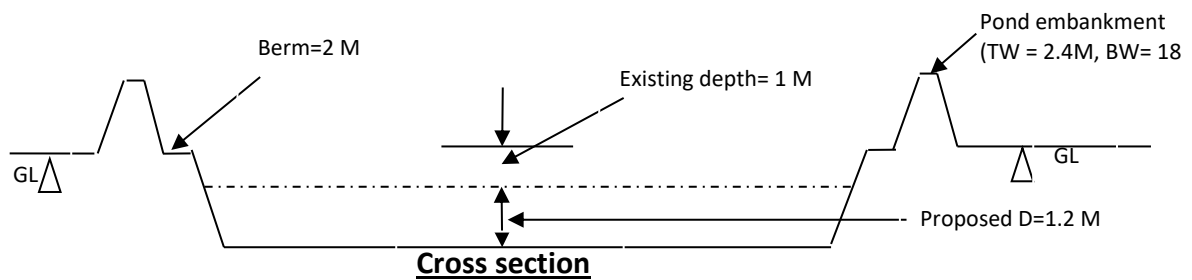 Pond embankment
(TW = 2.4M, BW= 18
Berm=2 M
Existing depth= 1 M
GL
GL
Proposed D=1.2 M
Cross section